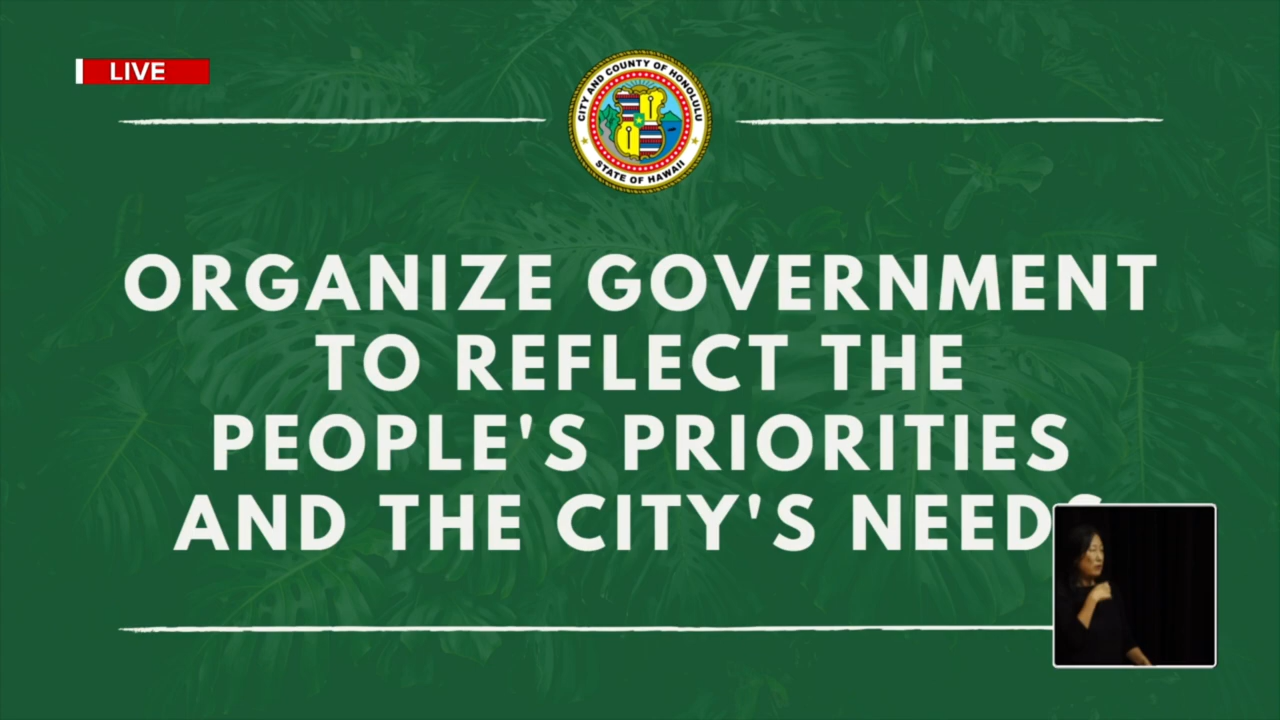 LIVE
CITY AND COUNTY OF HONOLULU
STATE OF HAWAII
ORGANIZE GOVERNMENT
TO REFLECT THE
PEOPLE'S PRIORITIES
AND THE CITY'S NEEDS